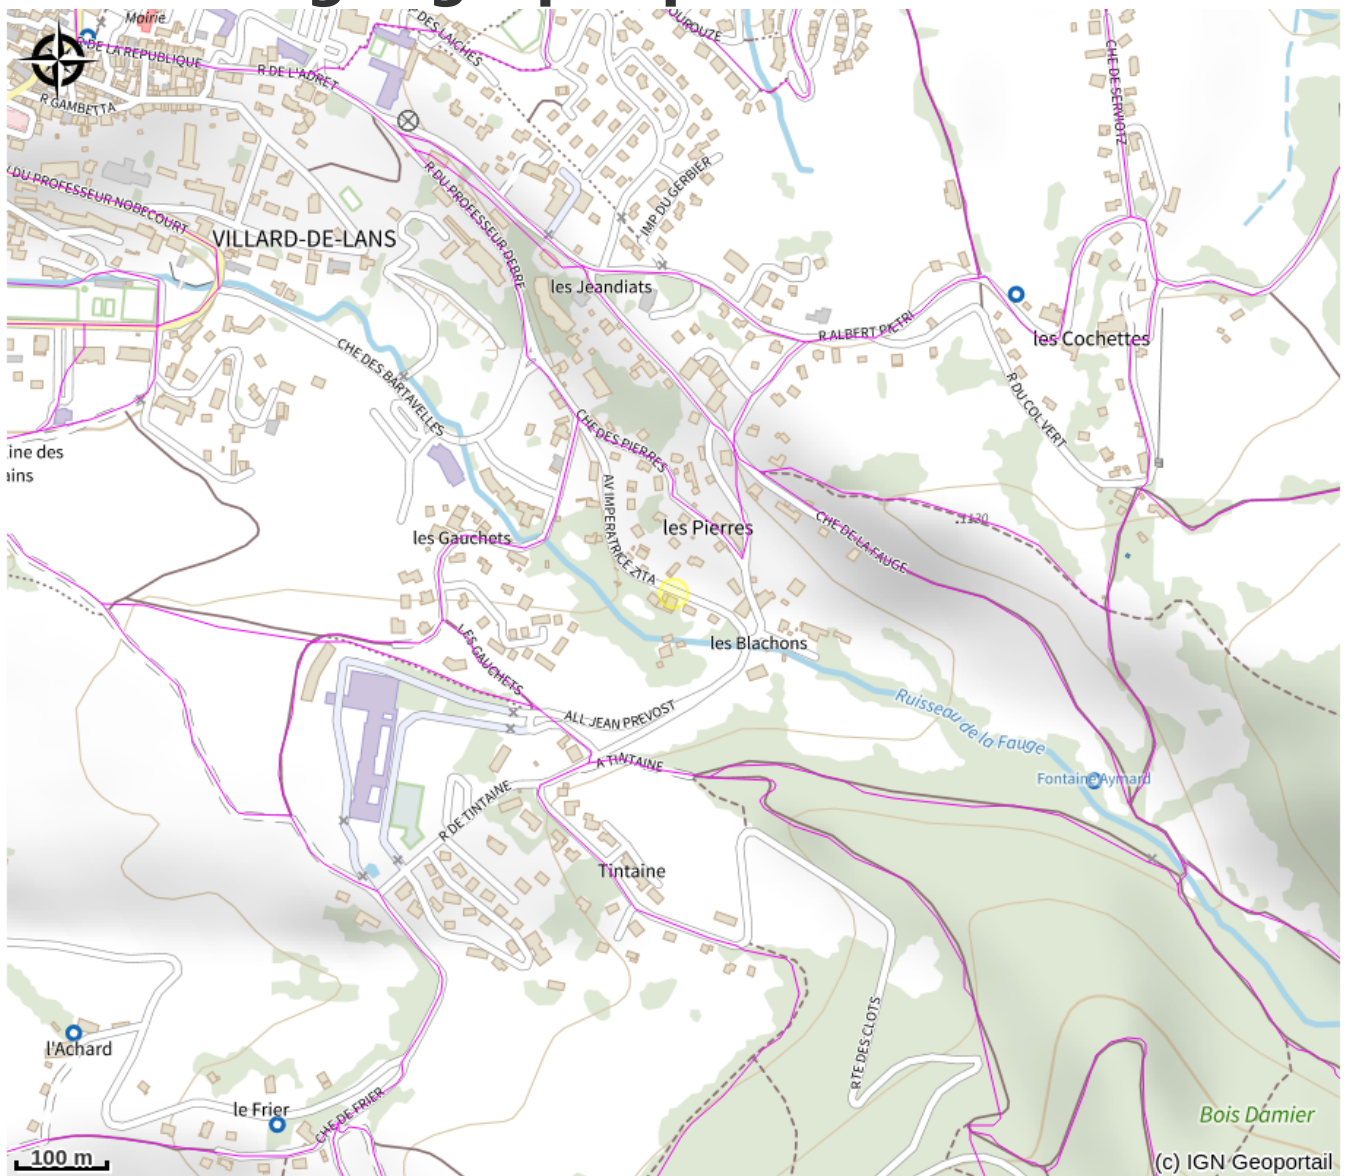 Mairie
R DE LA REPUBLIQUE
R DE L'ADRET
DES LAICHES
R GAMBETTA
DU PROFESSEUR NOBECOURT
VILLARD-DE-LANS
R DU PROFESSEUR DEBRE
IMP DU GERBIER
CHE DE SERVIOTZ
les Jeandiats
R ALBERT PIETRI
les Cochettes
CHE DES BARTAVELLES
R DU COL VERT
CHE DES PIERRES
ine des
ains
AV IMPERATRICE ZITA
les Pierres
les Gauchets
CHE DE LA FAUGE
.1130
les Blachons
LES GAUCHETS
ALL JEAN PREVOST
Ruisseau de la Fauge
Fontaine Aymard
A TINTAINE
R DE TINTAINE
Tintaine
RTE DES CLOTS
l'Achard
le Frier
CHE DE FRIER
Bois Damier
100 m
(c) IGN Geoportail